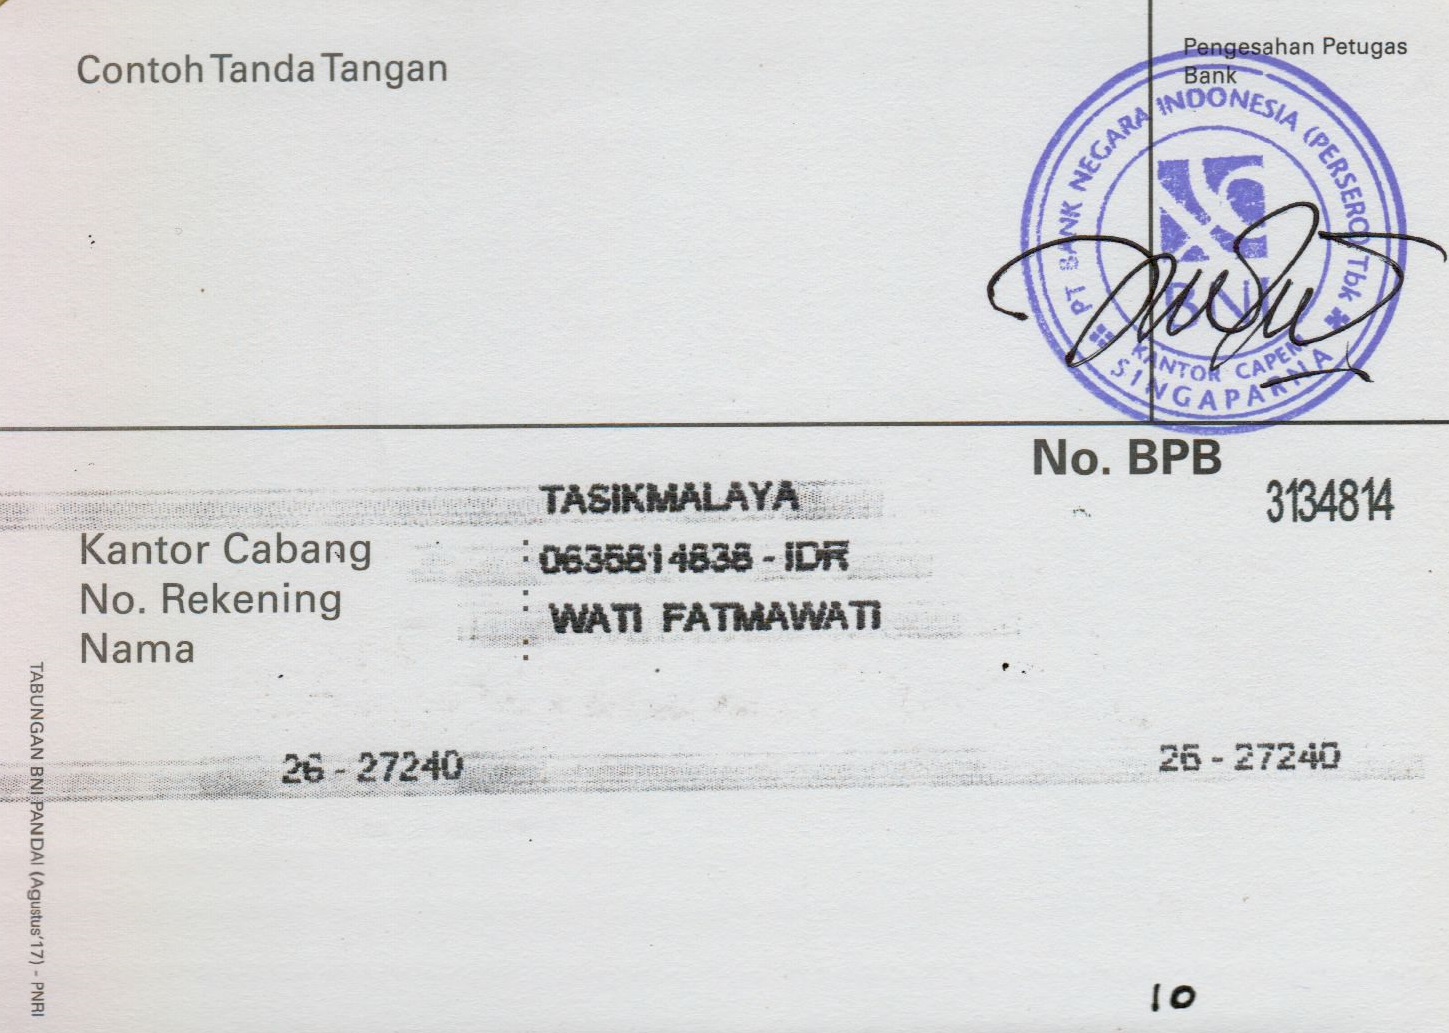 Contoh Tanda Tangan
Pengesahan Petugas
Bank
PT BANK NEGARA INDONESIA (PERSERO) Tbk
BNI
KANTOR CAPEM
SINGAPARNA
No. BPB
3134814
TASIKMALAYA
Kantor Cabang :
0635814838 - IDR
No. Rekening :
WATI FATMAWATI
Nama :
26 - 27240
26 - 27240
TABUNGAN BNI PANDAI (Agustus'17) - PNRI
10